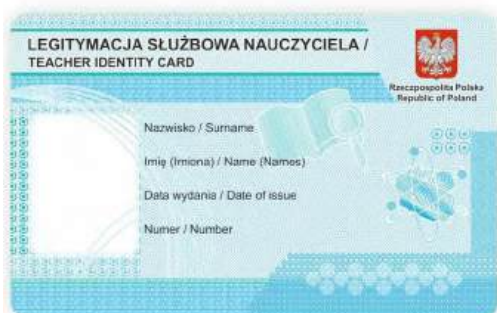 LEGITYMACJA SŁUŻBOWA NAUCZYCIELA /
TEACHER IDENTITY CARD
Rzeczpospolita Polska
Republic of Poland
Nazwisko / Surname
Imię (Imiona) / Name (Names)
Data wydania / Date of issue
Numer / Number